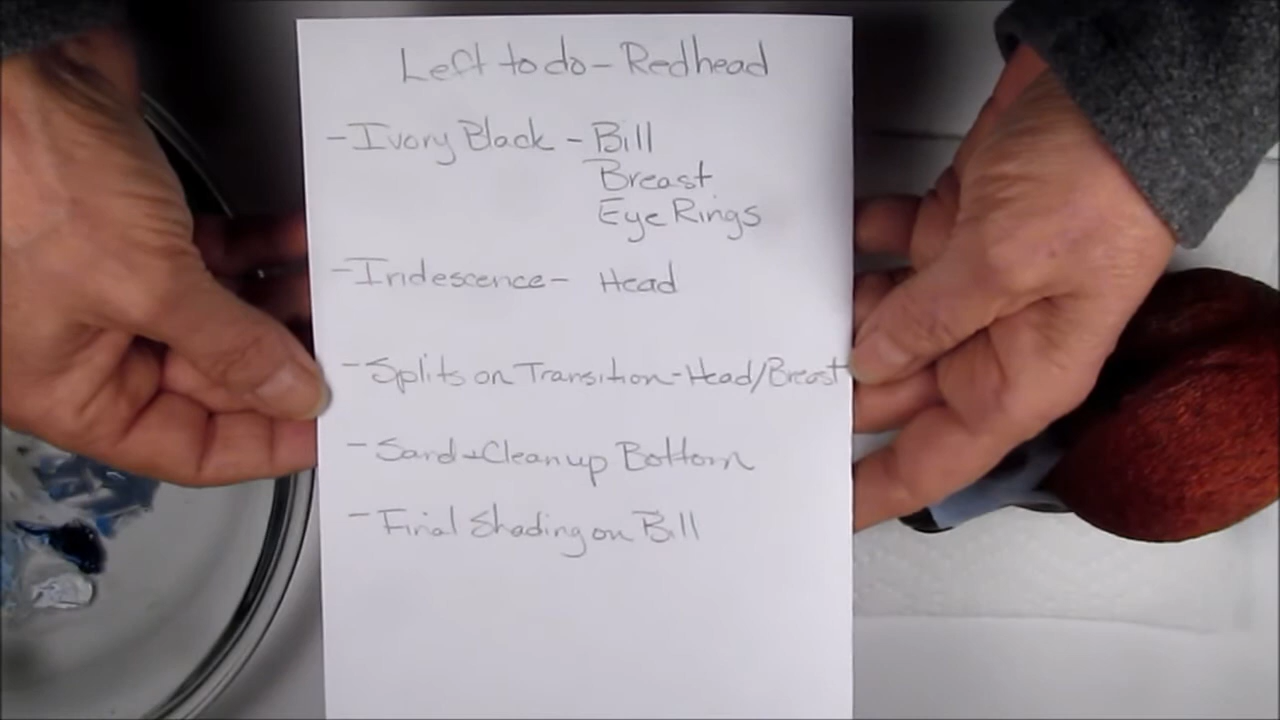 Left to do - Redhead
- Ivory Black - Bill
Breast
Eye Rings
- Iridescence - Head
- Splits on Transition - Head/Breast
- Sand + Clean up Bottom
- Final Shading on Bill